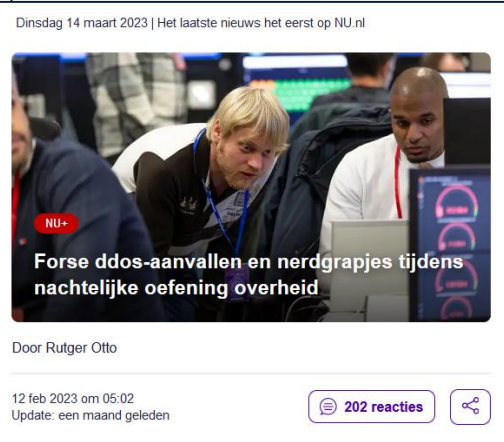 Dinsdag 14 maart 2023 | Het laatste nieuws het eerst op NU.nl
NU+
Forse ddos-aanvallen en nerdgrapjes tijdens
nachtelijke oefening overheid
Door Rutger Otto
12 feb 2023 om 05:02
Update: een maand geleden
202 reacties